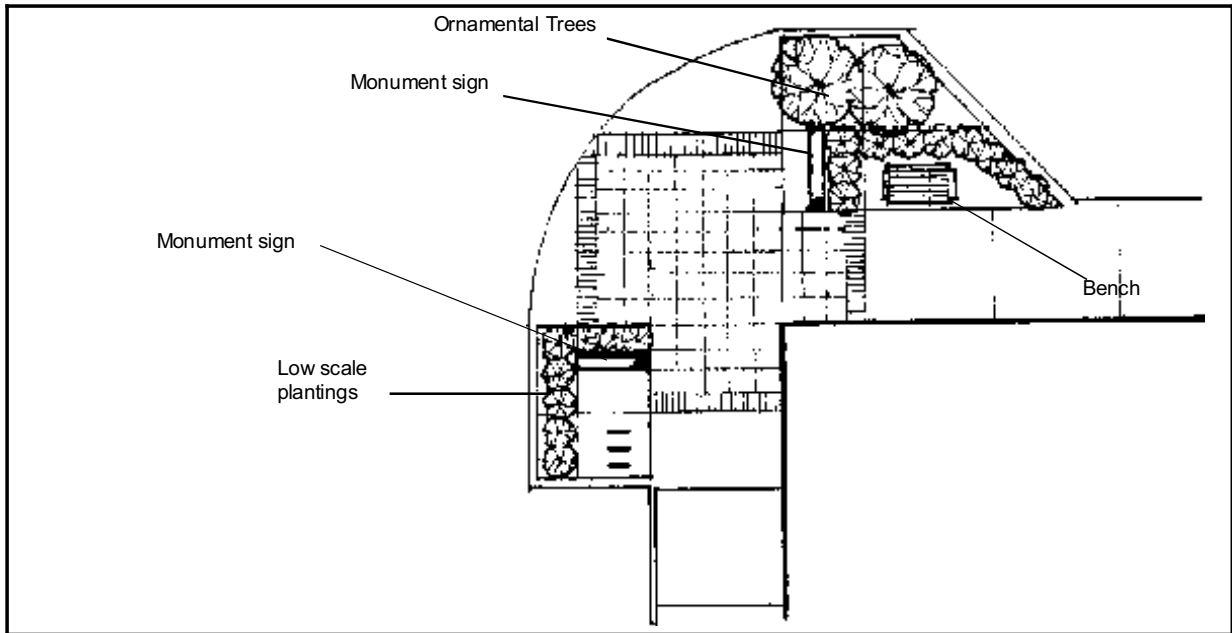 Ornamental Trees
Monument sign
Monument sign
Bench
Low scale
plantings